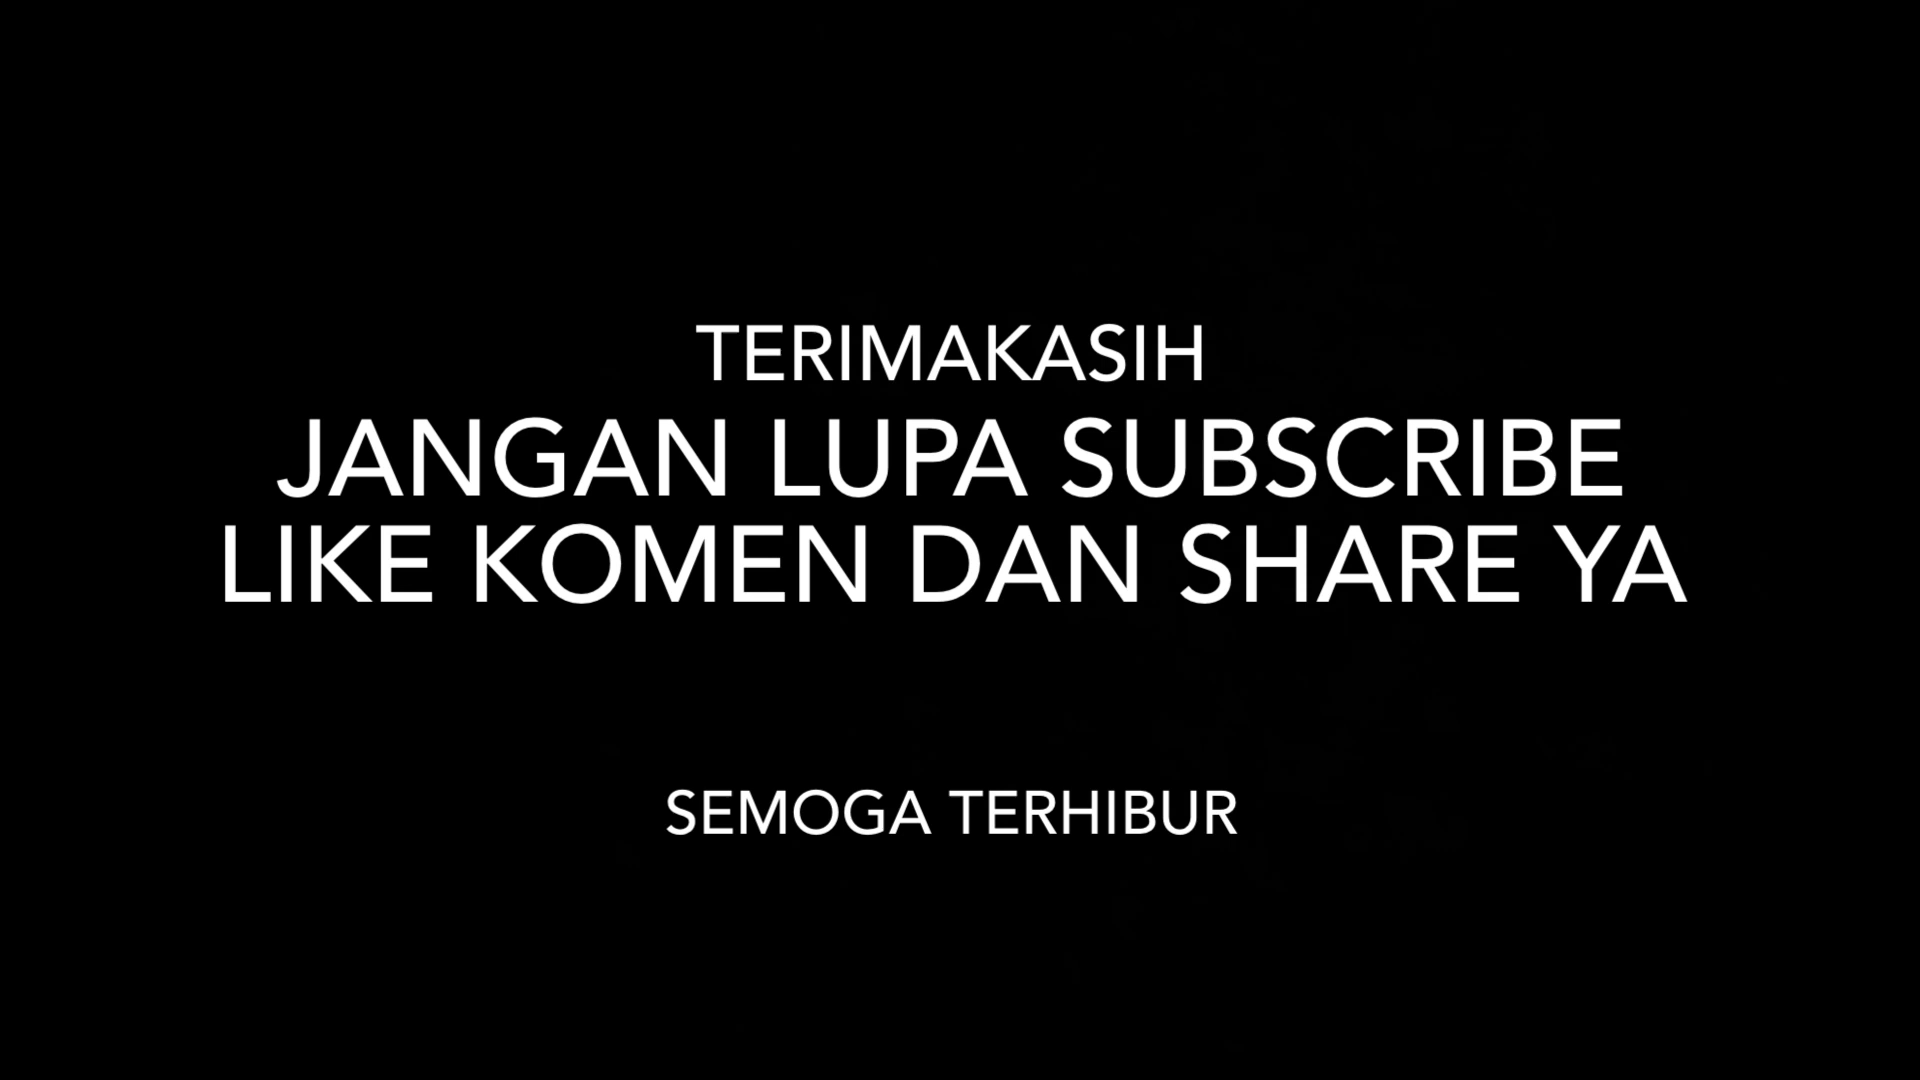 TERIMAKASIH
JANGAN LUPA SUBSCRIBE
LIKE KOMEN DAN SHARE YA
SEMOGA TERHIBUR